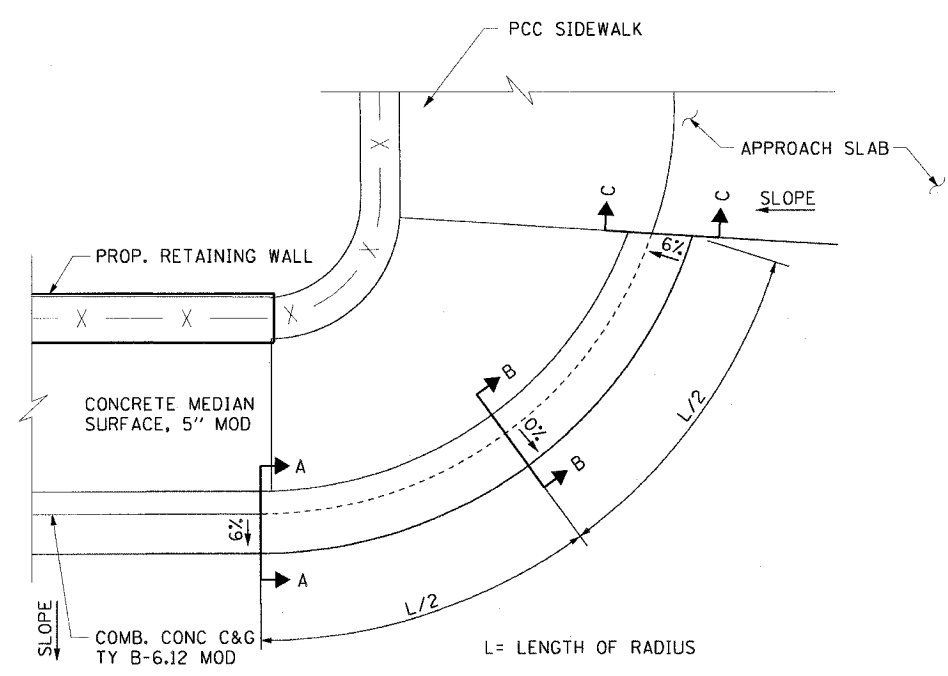 PCC SIDEWALK
APPROACH SLAB
C
C
SLOPE
6%
PROP. RETAINING WALL
X
X
X
X
X
CONCRETE MEDIAN
SURFACE, 5" MOD
B
B
10%
L/2
A
A
6%
L/2
SLOPE
COMB. CONC C&G
TY B-6.12 MOD
L= LENGTH OF RADIUS